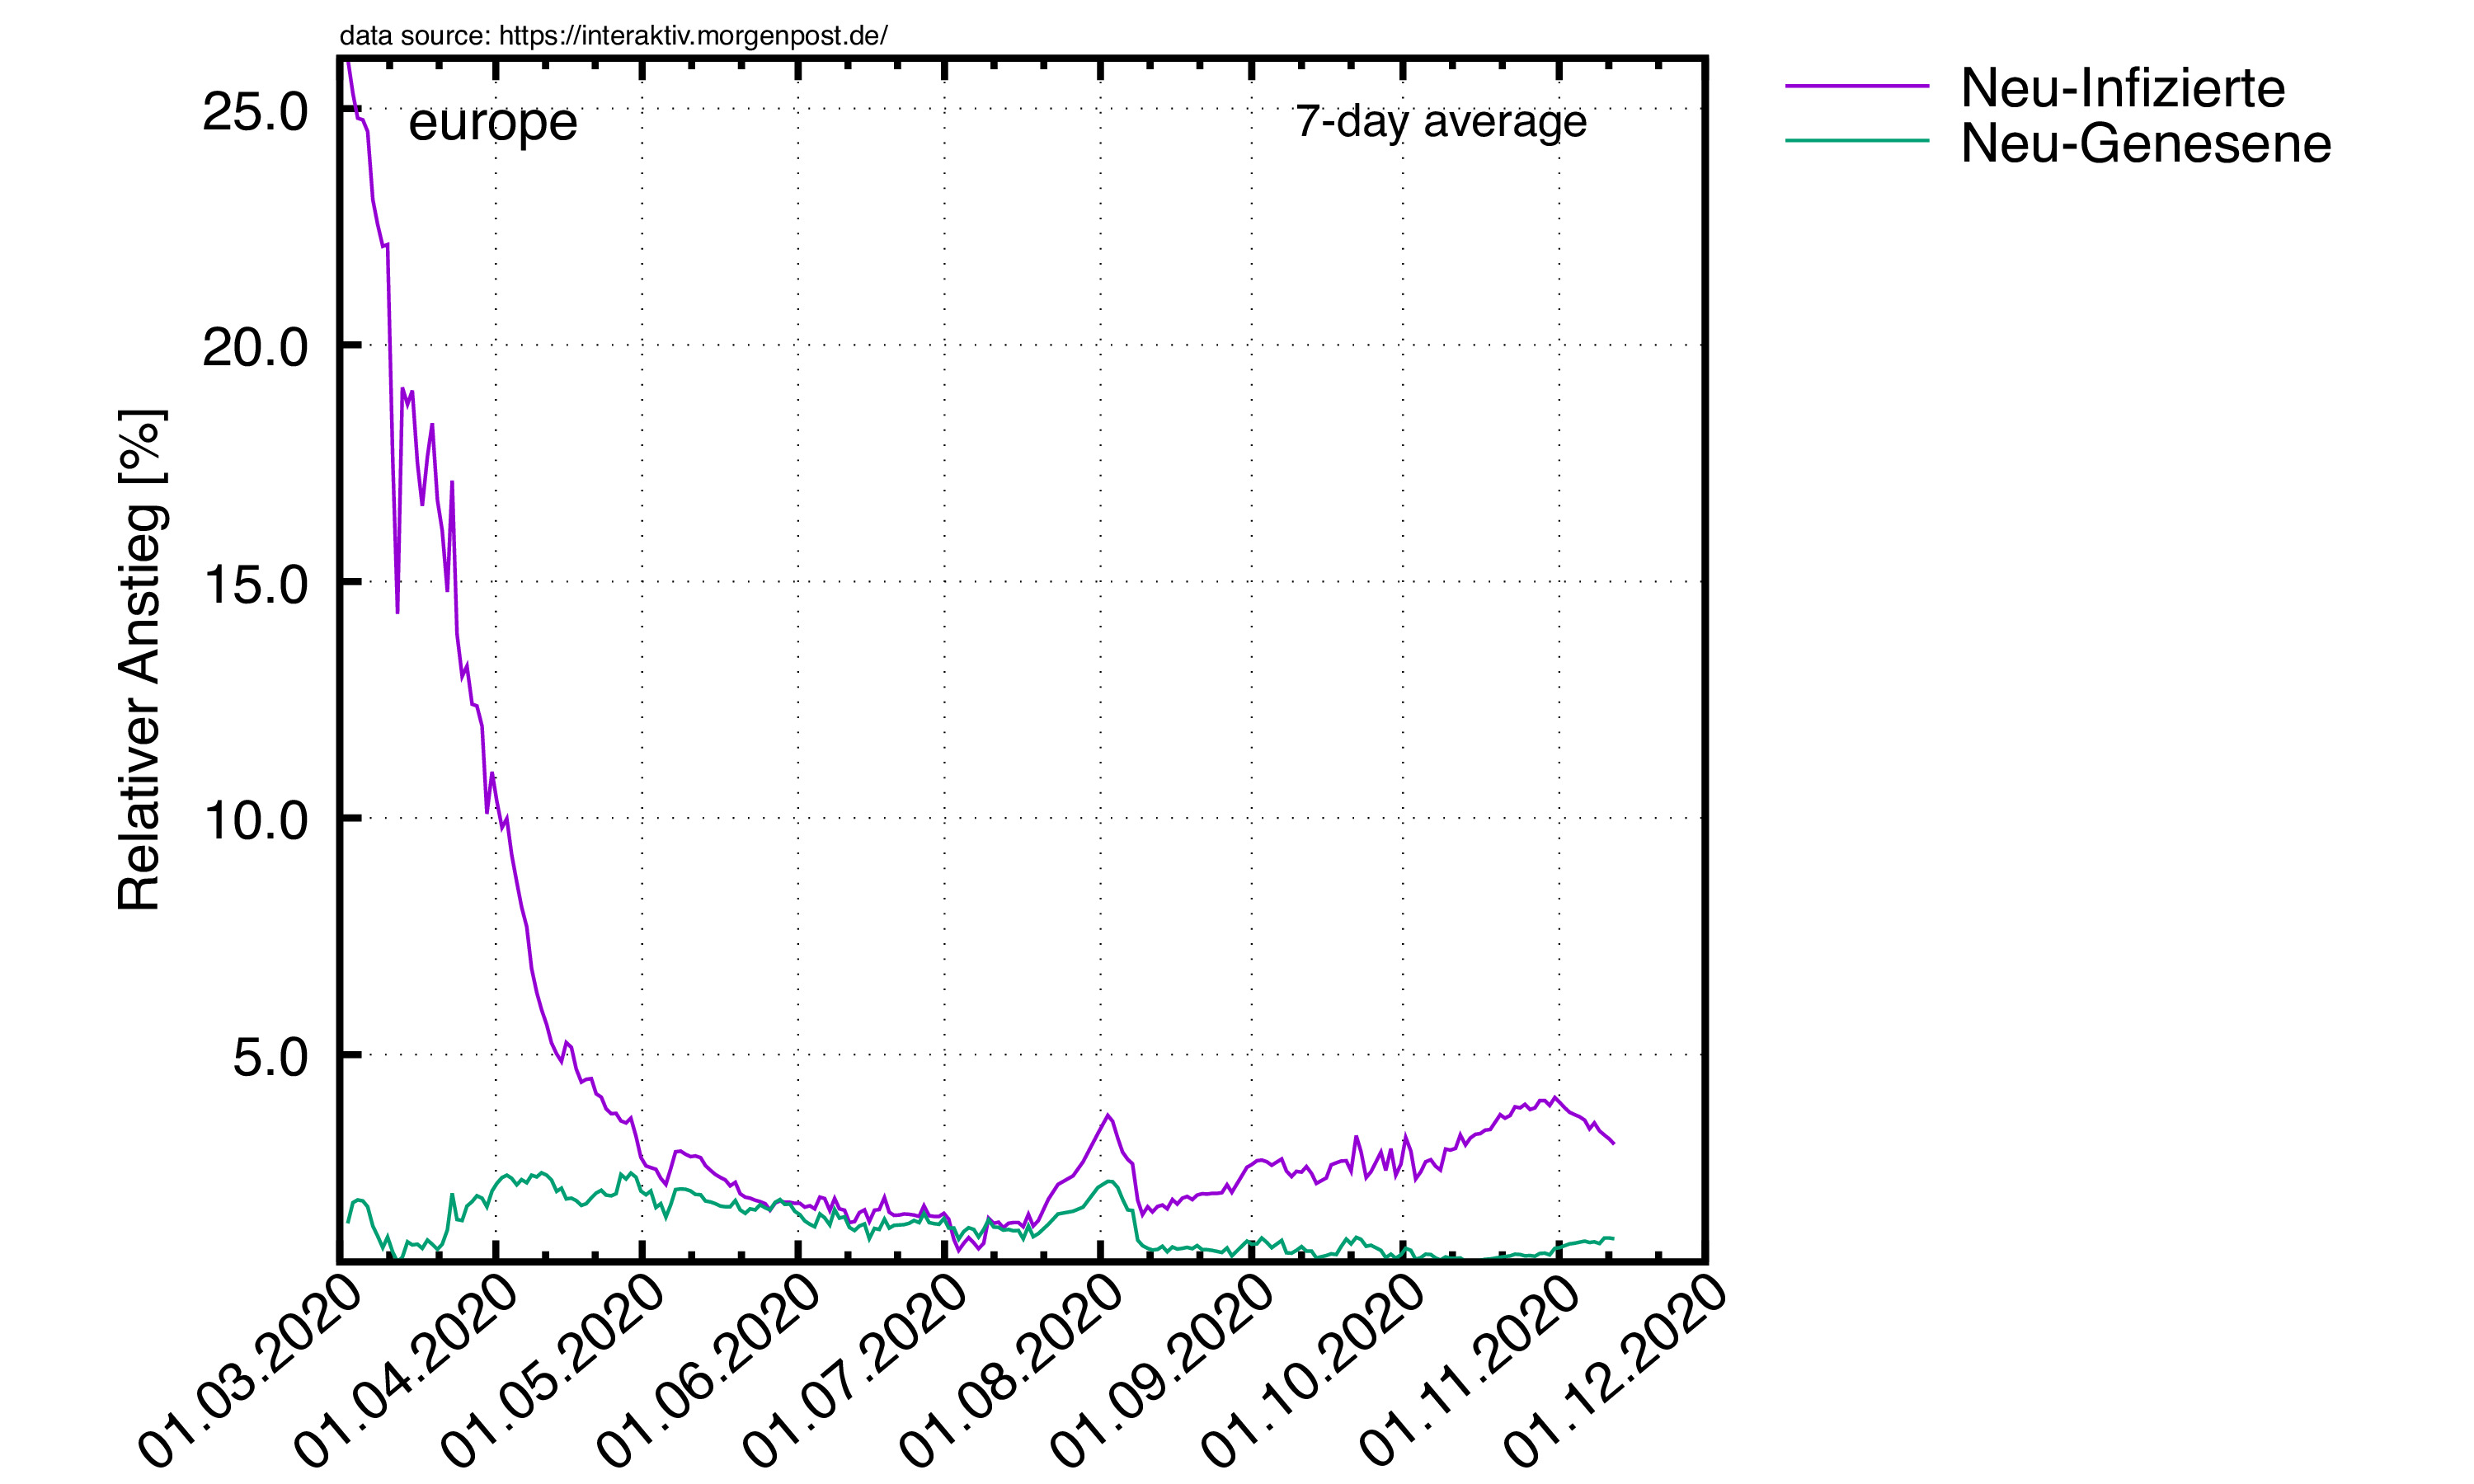 data source: https://interaktiv.morgenpost.de/
europe
7-day average
Neu-Infizierte
Neu-Genesene
Relativer Anstieg [%]
25.0
20.0
15.0
10.0
5.0
01.03.2020
01.04.2020
01.05.2020
01.06.2020
01.07.2020
01.08.2020
01.09.2020
01.10.2020
01.11.2020
01.12.2020